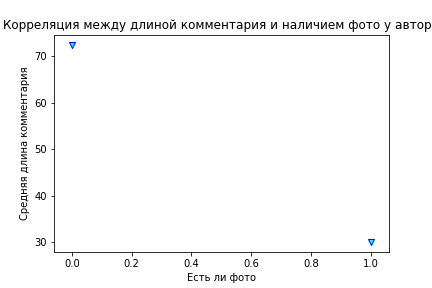 Корреляция между длиной комментария и наличием фото у автор
70
60
50
40
30
Средняя длина комментария
0.0 0.2 0.4 0.6 0.8 1.0
Есть ли фото